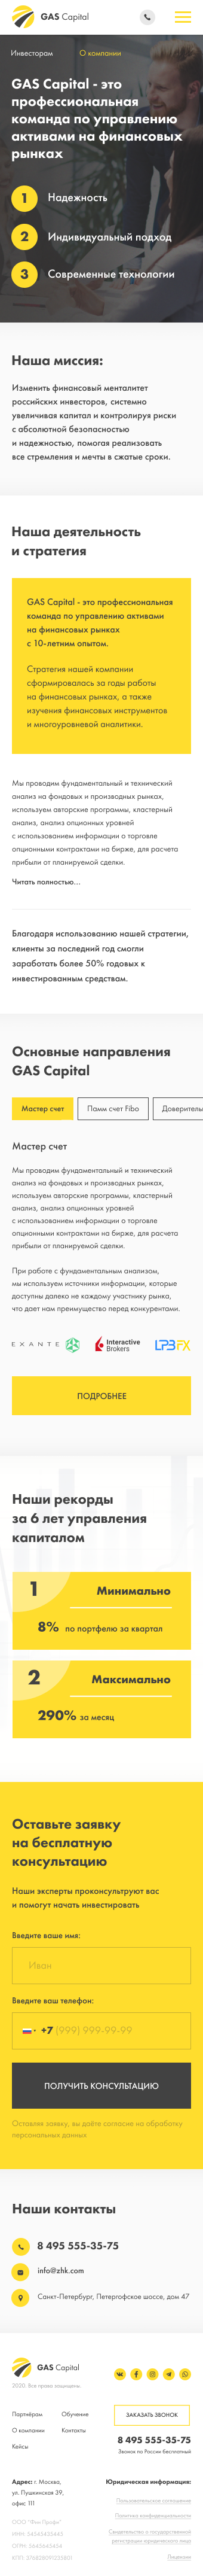 GAS Capital
Инвесторам
О компании
GAS Capital - это
профессиональная
команда по управлению
активами на финансовых
рынках
1 Надежность
2 Индивидуальный подход
3 Современные технологии
Наша миссия:
Изменить финансовый менталитет
российских инвесторов, системно
увеличивая капитал и контролируя риски
с абсолютной безопасностью
и надежностью, помогая реализовать
все стремления и мечты в сжатые сроки.
Наша деятельность
и стратегия
GAS Capital - это профессиональная
команда по управлению активами
на финансовых рынках
с 10-летним опытом.
Стратегия нашей компании
сформировалась за годы работы
на финансовых рынках, а также
изучения финансовых инструментов
и многоуровневой аналитики.
Мы проводим фундаментальный и технический
анализ на фондовых и производных рынках,
используем авторские программы, кластерный
анализ, анализ опционных уровней
с использованием информации о торговле
опционными контрактами на бирже, для расчета
прибыли от планируемой сделки.
Читать полностью...
Благодаря использованию нашей стратегии,
клиенты за последний год смогли
заработать более 50% годовых к
инвестированным средствам.
Основные направления
GAS Capital
Мастер счет
Памм счет Fibo
Доверитель
Мастер счет
Мы проводим фундаментальный и технический
анализ на фондовых и производных рынках,
используем авторские программы, кластерный
анализ, анализ опционных уровней
с использованием информации о торговле
опционными контрактами на бирже, для расчета
прибыли от планируемой сделки.
При работе с фундаментальным анализом,
мы используем источники информации, которые
доступны далеко не каждому участнику рынка,
что дает нам преимущество перед конкурентами.
EXANTE
InteractiveBrokers
LPBFX
ПОДРОБНЕЕ
Наши рекорды
за 6 лет управления
капиталом
1 Минимально
8% по портфелю за квартал
2 Максимально
290% за месяц
Оставьте заявку
на бесплатную
консультацию
Наши эксперты проконсультируют вас
и помогут начать инвестировать
Введите ваше имя:
Иван
Введите ваш телефон:
+7 (999) 999-99-99
ПОЛУЧИТЬ КОНСУЛЬТАЦИЮ
Оставляя заявку, вы даёте согласие на обработку
персональных данных
Наши контакты
8 495 555-35-75
info@zhk.com
Санкт-Петербург, Петергофское шоссе, дом 47
GAS Capital
2020. Все права защищены.
Партнёрам
Обучение
ЗАКАЗАТЬ ЗВОНОК
О компании
Контакты
8 495 555-35-75
Кейсы
Звонок по России бесплатный
Адрес: г. Москва,
ул. Пушкинская 39,
офис 111
Юридическая информация:
Пользовательское соглашение
Политика конфиденциальности
Свидетельство о государственной
регистрации юридического лица
Лицензии